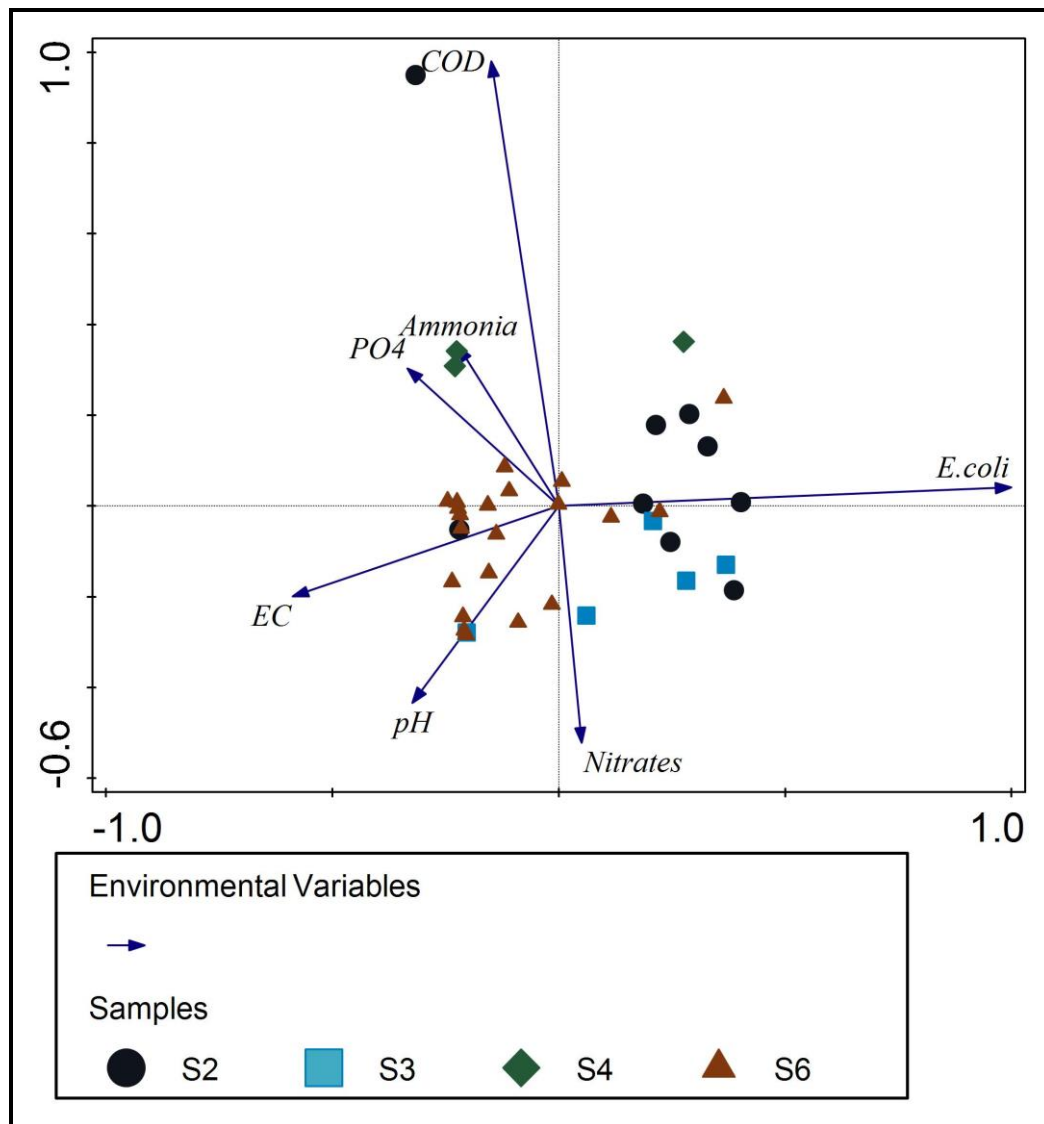 1.0
COD
Ammonia
PO4
E.coli
EC
pH
Nitrates
-0.6
-1.0
1.0
Environmental Variables
Samples
S2 S3 S4 S6